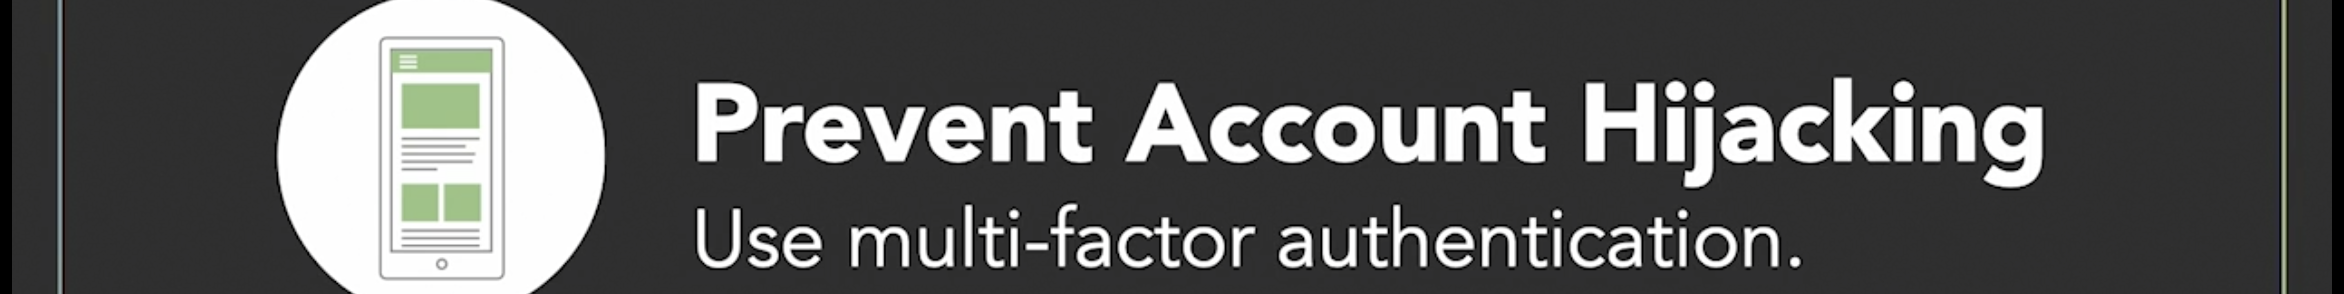 Prevent Account Hijacking
Use multi-factor authentication.